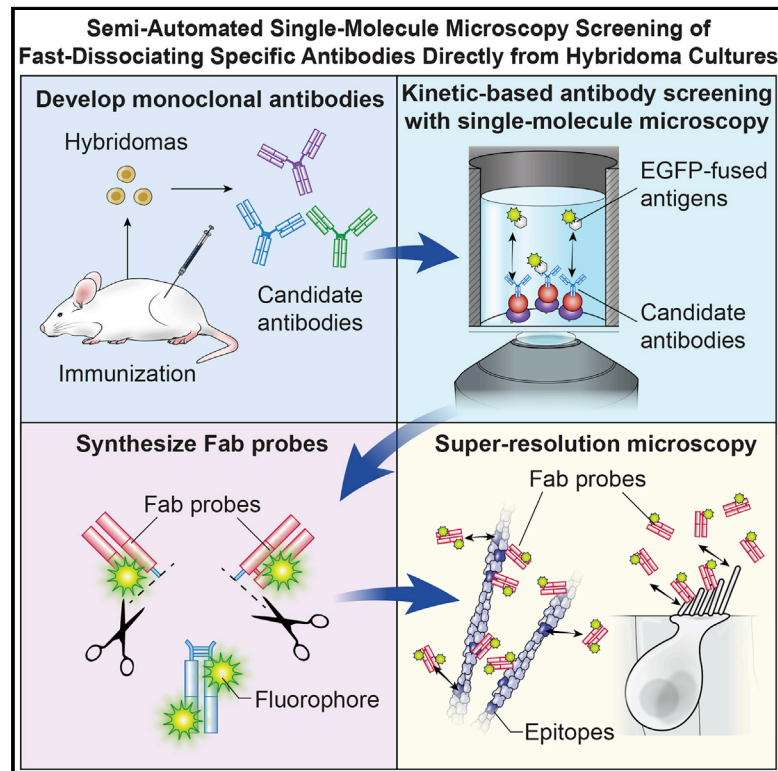 Semi-Automated Single-Molecule Microscopy Screening of
Fast-Dissociating Specific Antibodies Directly from Hybridoma Cultures
Develop monoclonal antibodies
Hybridomas
Candidate
antibodies
Immunization
Kinetic-based antibody screening
with single-molecule microscopy
EGFP-fused
antigens
Candidate
antibodies
Synthesize Fab probes
Fab probes
Fluorophore
Super-resolution microscopy
Fab probes
Epitopes